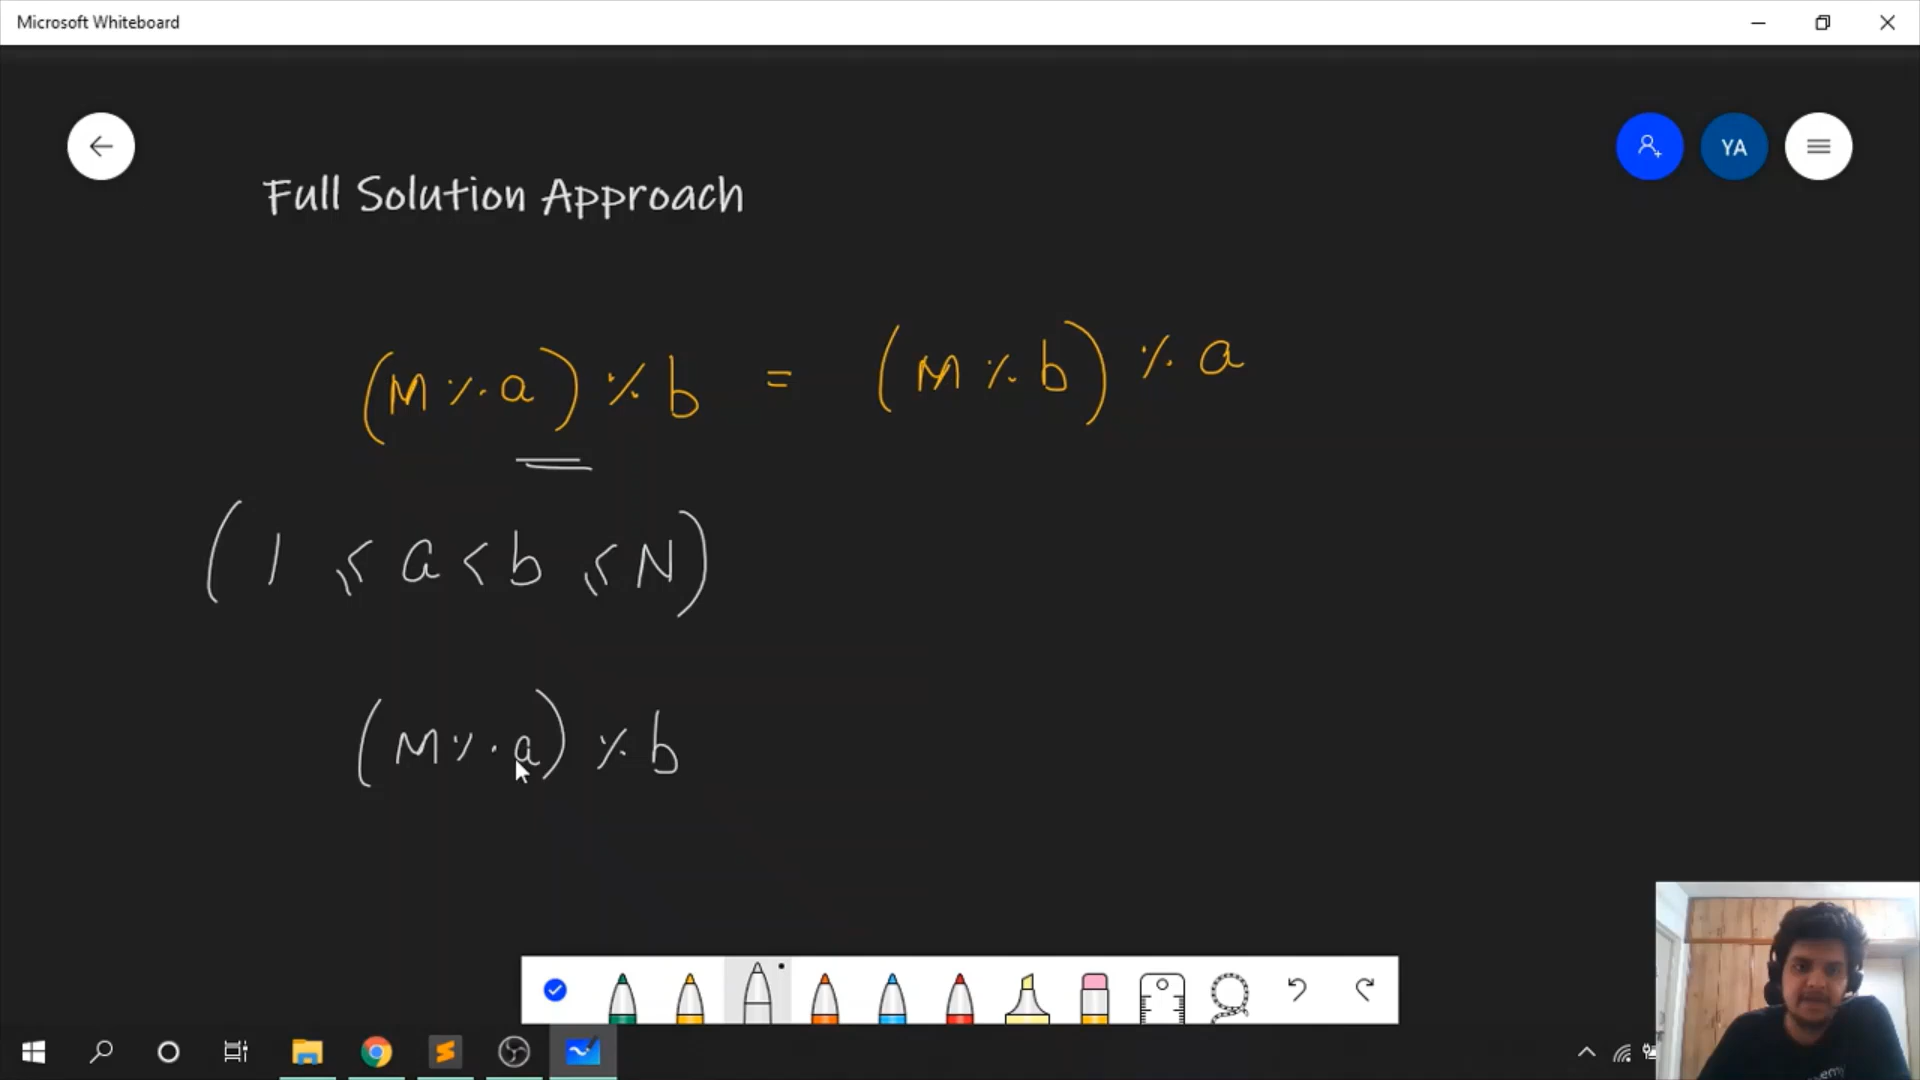 Microsoft Whiteboard
YA
Full Solution Approach
(M % a) % b = (M % b) % a
(1 ≤ a < b ≤ N)
(M % a) % b